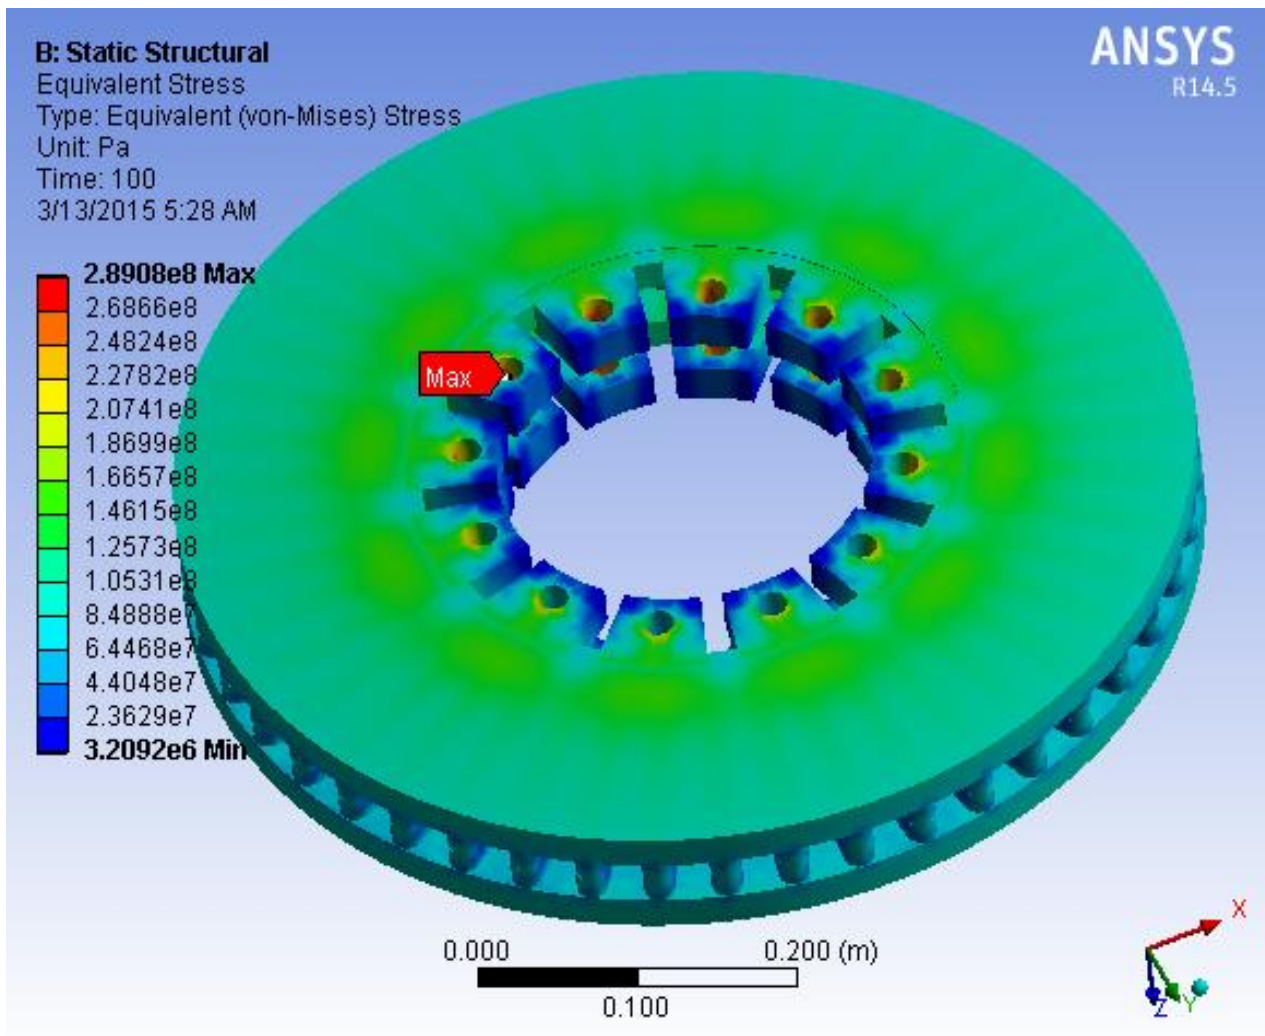 B: Static Structural
Equivalent Stress
Type: Equivalent (von-Mises) Stress
Unit: Pa
Time: 100
3/13/2015 5:28 AM
ANSYS
R14.5
2.8908e8 Max
2.6866e8
2.4824e8
2.2782e8
2.0741e8
1.8699e8
1.6657e8
1.4615e8
1.2573e8
1.0531e8
8.4888e7
6.4468e7
4.4048e7
2.3629e7
3.2092e6 Min
Max
0.000
0.200 (m)
0.100
X
Y
Z